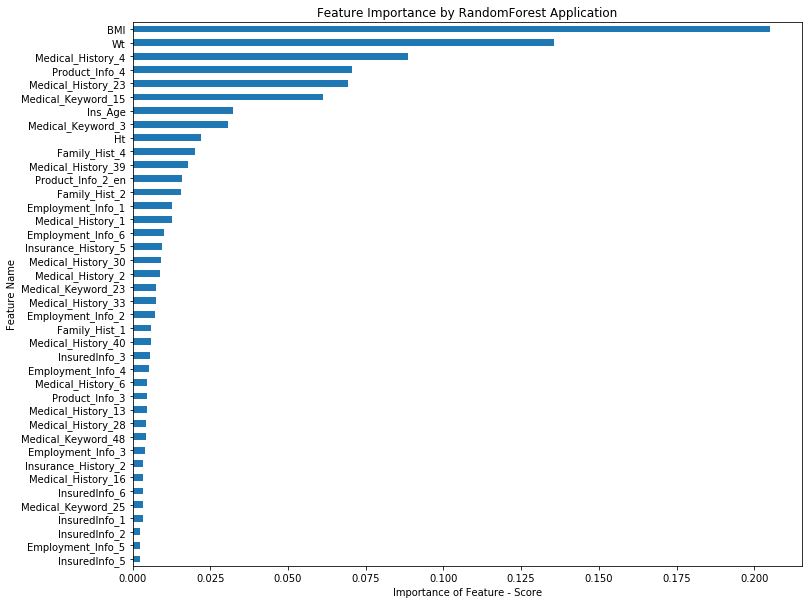 Feature Importance by RandomForest Application
BMI
Wt
Medical_History_4
Product_Info_4
Medical_History_23
Medical_Keyword_15
Ins_Age
Medical_Keyword_3
Ht
Family_Hist_4
Medical_History_39
Product_Info_2_en
Family_Hist_2
Employment_Info_1
Medical_History_1
Employment_Info_6
Insurance_History_5
Medical_History_30
Medical_History_2
Medical_Keyword_23
Medical_History_33
Employment_Info_2
Family_Hist_1
Medical_History_40
InsuredInfo_3
Employment_Info_4
Medical_History_6
Product_Info_3
Medical_History_13
Medical_History_28
Medical_Keyword_48
Employment_Info_3
Insurance_History_2
Medical_History_16
InsuredInfo_6
Medical_Keyword_25
InsuredInfo_1
InsuredInfo_2
Employment_Info_5
InsuredInfo_5
Feature Name
0.000 0.025 0.050 0.075 0.100 0.125 0.150 0.175 0.200
Importance of Feature - Score